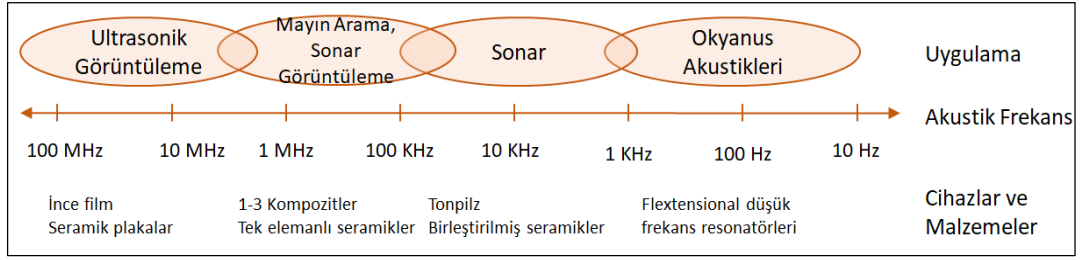 Ultrasonik
Görüntüleme
Mayın Arama,
Sonar
Görüntüleme
Sonar
Okyanus
Akustikleri
Uygulama
Akustik Frekans
100 MHz
10 MHz
1 MHz
100 KHz
10 KHz
1 KHz
100 Hz
10 Hz
İnce film
Seramik plakalar
1-3 Kompozitler
Tek elemanlı seramikler
Tonpilz
Birleştirilmiş seramikler
Flextensional düşük
frekans resonatörleri
Cihazlar ve
Malzemeler